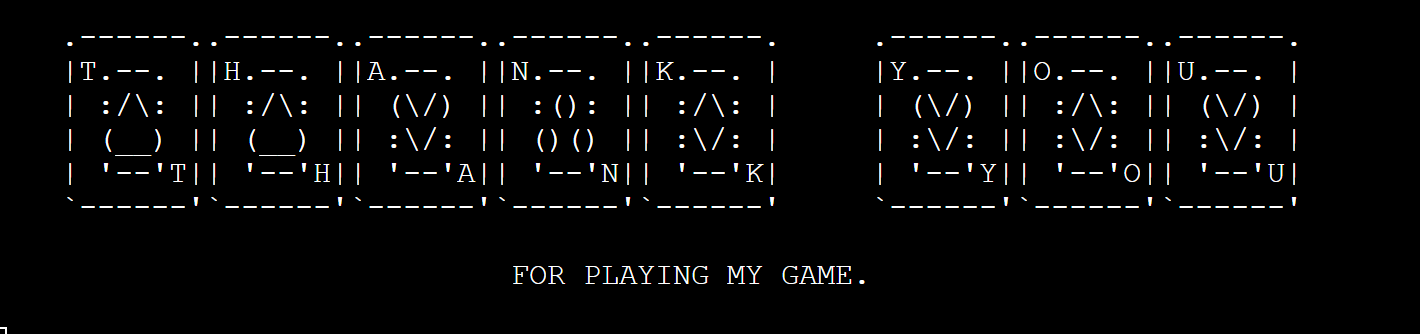 .------..------..------..------..------.     .------..------..------.
|T.--. ||H.--. ||A.--. ||N.--. ||K.--. |     |Y.--. ||O.--. ||U.--. |
| :/\: || :/\: || (\/) || :(): || :/\: |     | (\/) || :/\: || (\/) |
| (__) || (__) || :\/: || ()() || :\/: |     | :\/: || :\/: || :\/: |
| '--'T|| '--'H|| '--'A|| '--'N|| '--'K|     | '--'Y|| '--'O|| '--'U|
`------'`------'`------'`------'`------'     `------'`------'`------'
FOR PLAYING MY GAME.